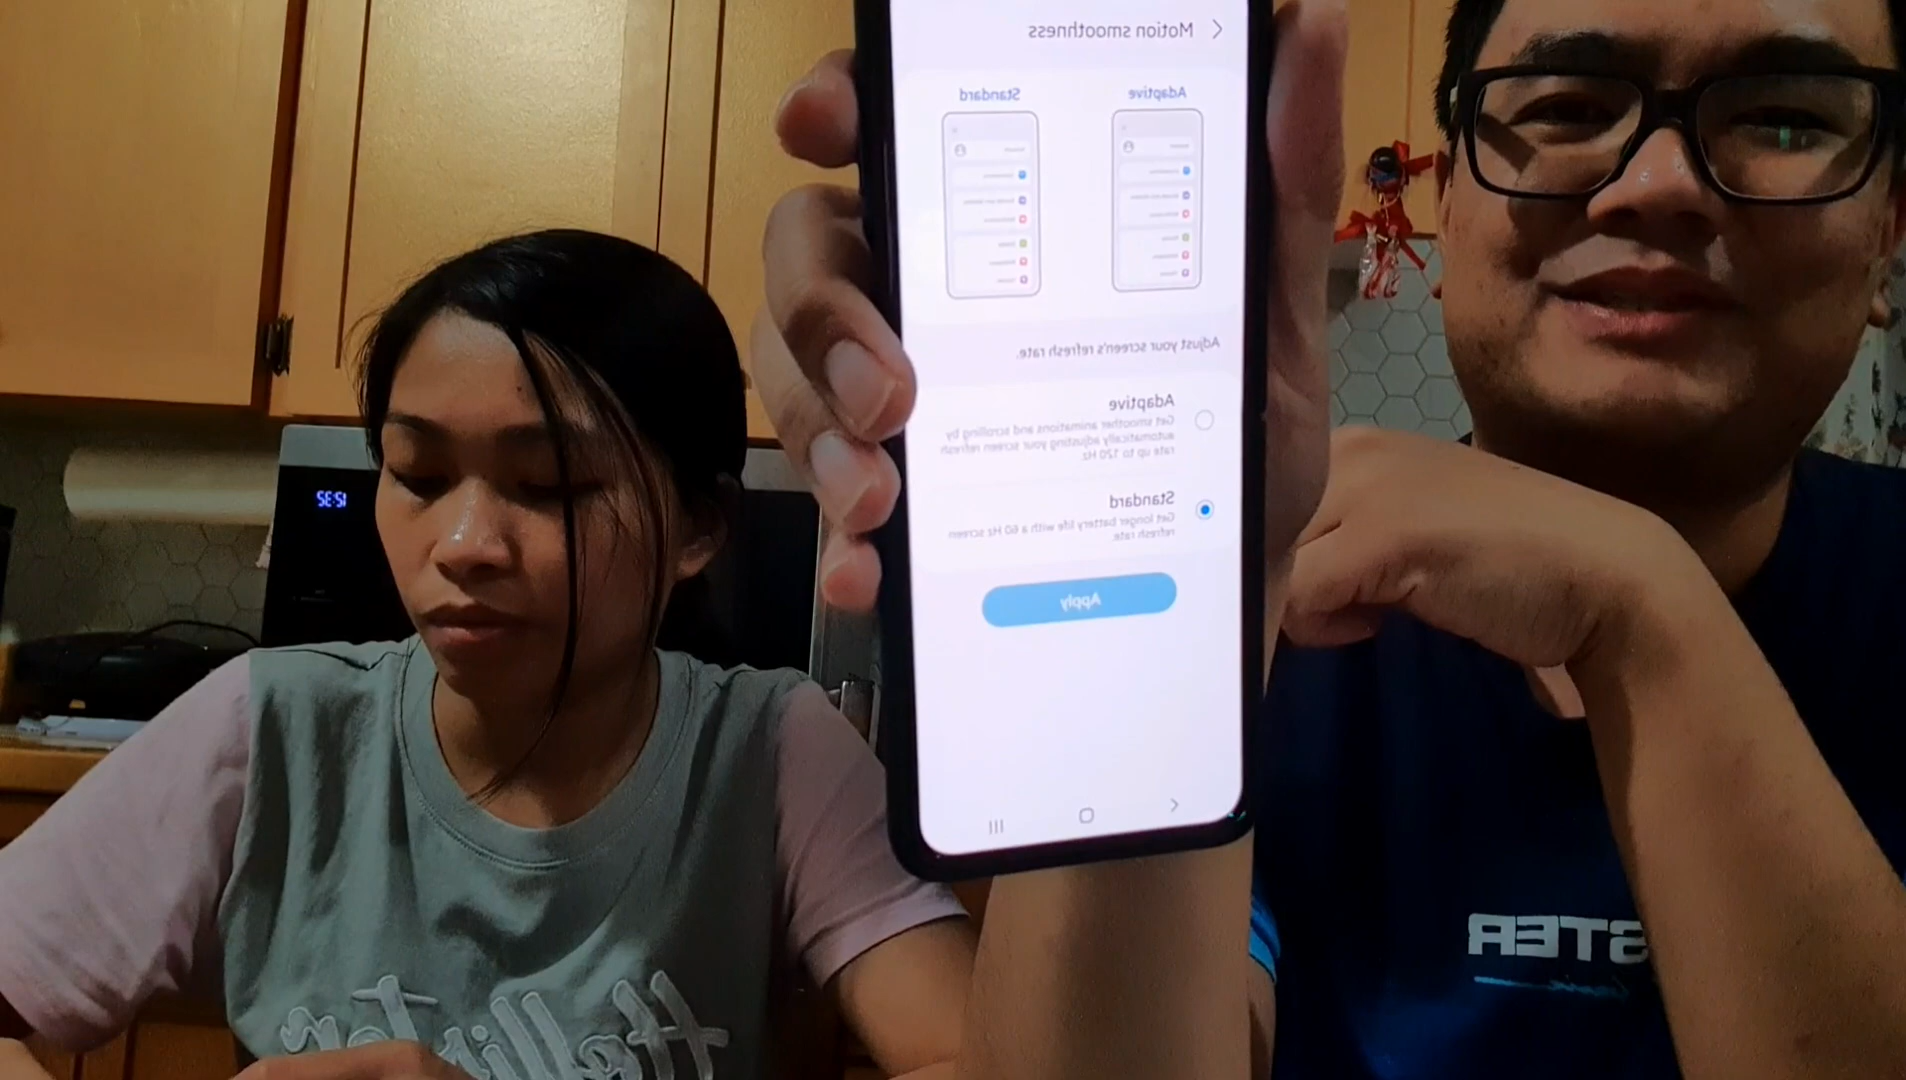 Motion smoothness
Adaptive
Standard
Adjust your screen's refresh rate.
Adaptive
Get smoother animations and scrolling by
automatically adjusting your screen refresh
rate up to 120 Hz.
Standard
Get longer battery life with a 60 Hz screen
refresh rate.
Apply
12:32
Hollister
STER